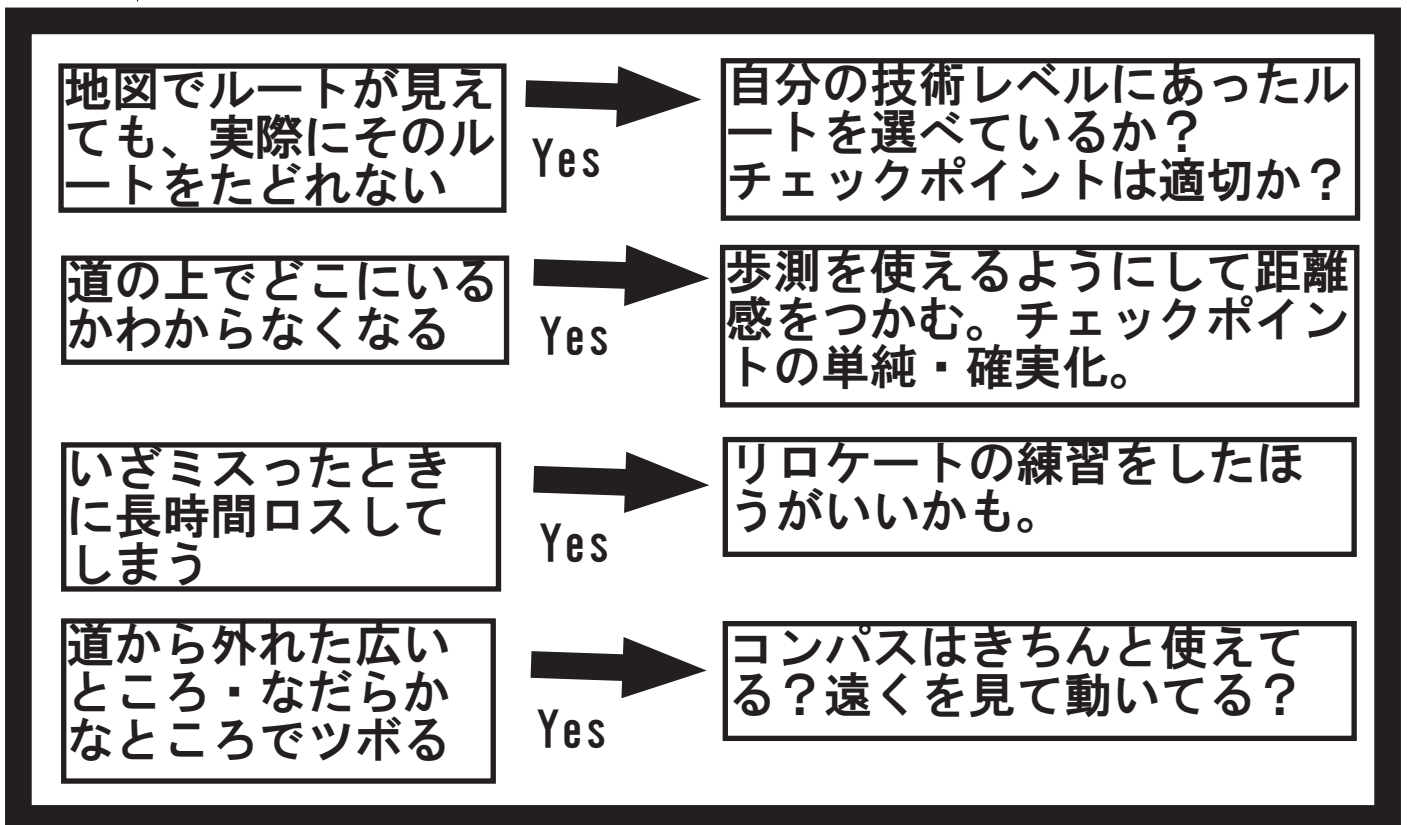 地図でルートが見え
ても、実際にそのル
ートをたどれない
Yes
自分の技術レベルにあったル
ートを選べているか？
チェックポイントは適切か？
道の上でどこにいる
かわからなくなる
Yes
歩測を使えるようにして距離
感をつかむ。チェックポイン
トの単純・確実化。
いざミスったとき
に長時間ロスして
しまう
Yes
リロケートの練習をしたほ
うがいいかも。
道から外れた広い
ところ・なだらか
なところでツボる
Yes
コンパスはきちんと使えて
る？遠くを見て動いてる？